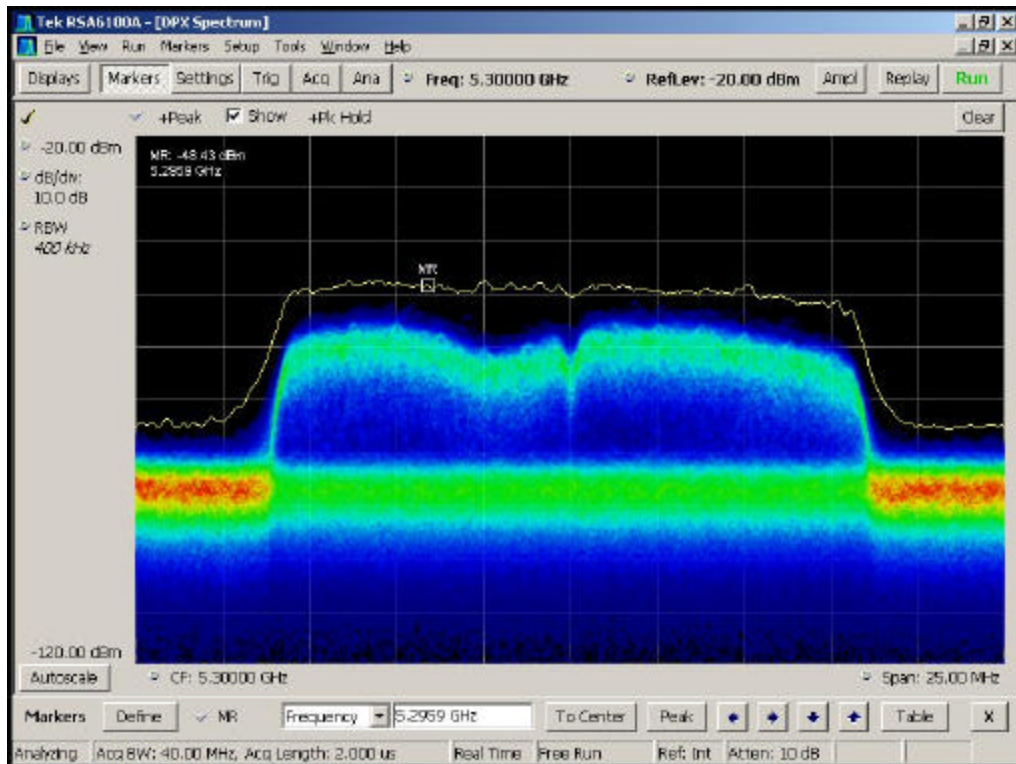 Tek RSA6100A - [DPX Spectrum]
File View Run Markers Setup Tools Window Help
Displays Markers Settings Trig Acq Ana Freq: 5.30000 GHz RefLev: -20.00 dBm Ampl Replay Run
+Peak Show +Pk Hold Clear
-20.00 dBm
dB/div:
10.0 dB
RBW
400 kHz
MR: -48.43 dBm
5.2959 GHz
MR
-120.00 dBm
Autoscale CF: 5.30000 GHz Span: 25.00 MHz
Markers Define MR Frequency 5.2959 GHz To Center Peak Table X
Analyzing Acq BW: 40.00 MHz, Acq Length: 2.000 us Real Time Free Run Ref: Int Atten: 10 dB